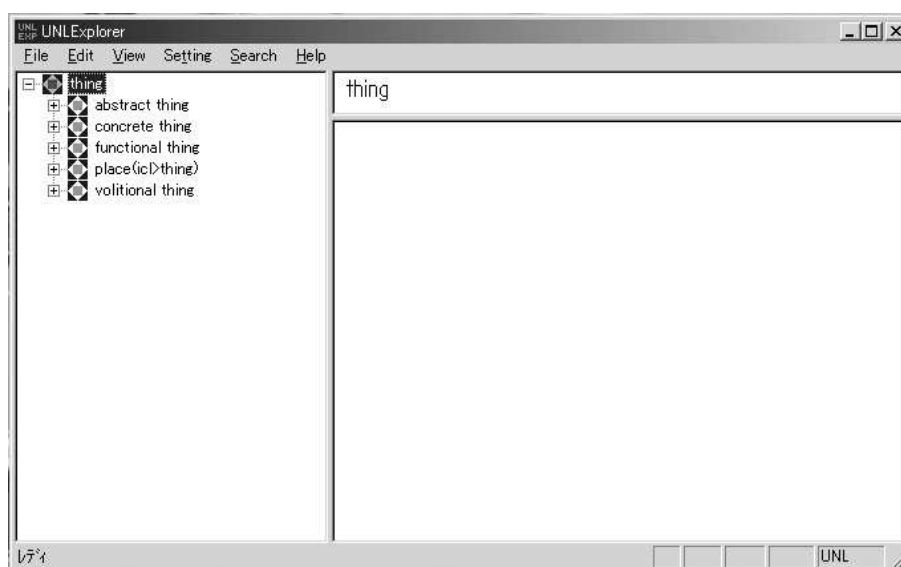 UNL EXP UNLExplorer
File Edit View Setting Search Help
thing
abstract thing
concrete thing
functional thing
place(icl>thing)
volitional thing
thing
ﾚﾃﾞｨ
UNL